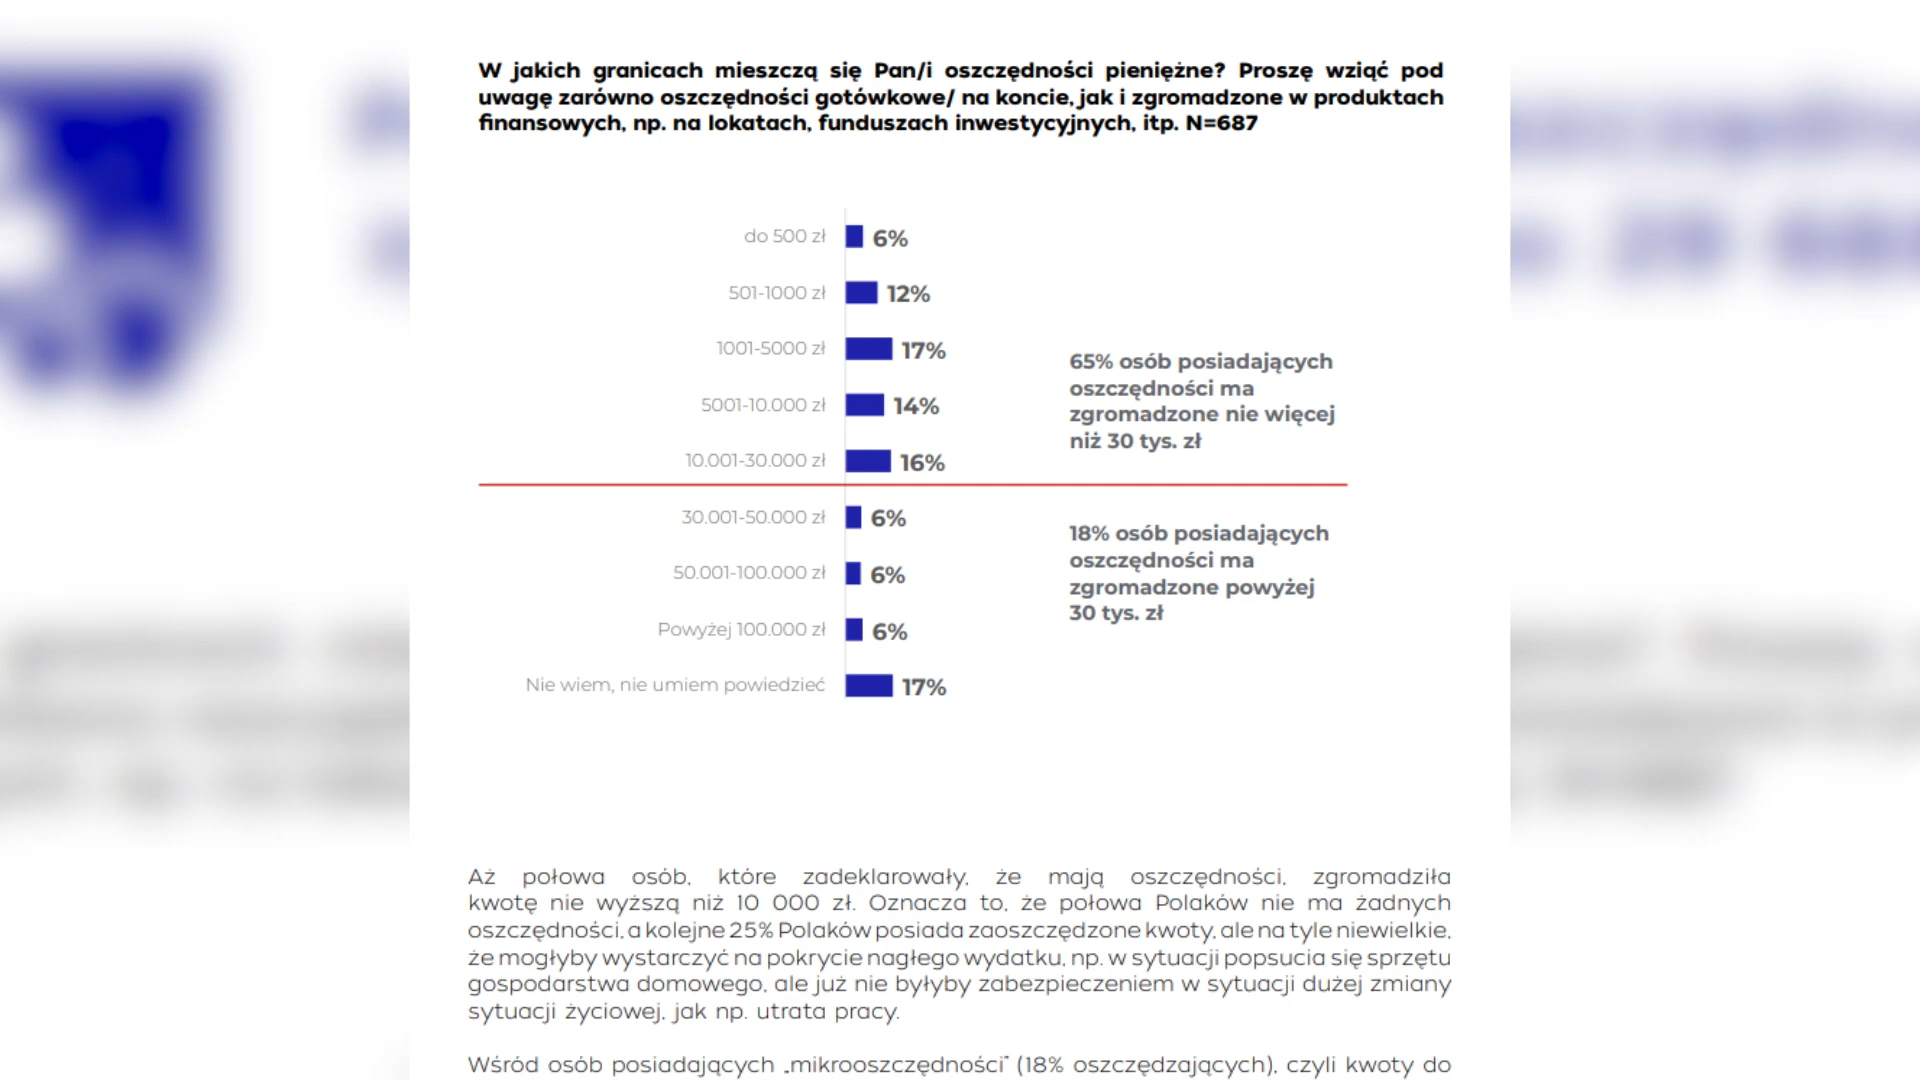 W jakich granicach mieszczą się Pan/i oszczędności pieniężne? Proszę wziąć pod
uwagę zarówno oszczędności gotówkowe/ na koncie, jak i zgromadzone w produktach
finansowych, np. na lokatach, funduszach inwestycyjnych, itp. N=687
do 500 zł 6%
501-1000 zł 12%
1001-5000 zł 17%
5001-10.000 zł 14%
10.001-30.000 zł 16%
65% osób posiadających
oszczędności ma
zgromadzone nie więcej
niż 30 tys. zł
30.001-50.000 zł 6%
50.001-100.000 zł 6%
Powyżej 100.000 zł 6%
Nie wiem, nie umiem powiedzieć 17%
18% osób posiadających
oszczędności ma
zgromadzone powyżej
30 tys. zł
Aż połowa osób, które zadeklarowały, że mają oszczędności, zgromadziła
kwotę nie wyższą niż 10 000 zł. Oznacza to, że połowa Polaków nie ma żadnych
oszczędności, a kolejne 25% Polaków posiada zaoszczędzone kwoty, ale na tyle niewielkie,
że mogłyby wystarczyć na pokrycie nagłego wydatku, np. w sytuacji popsucia się sprzętu
gospodarstwa domowego, ale już nie byłyby zabezpieczeniem w sytuacji dużej zmiany
sytuacji życiowej, jak np. utrata pracy.
Wśród osób posiadających „mikrooszczędności” (18% oszczędzających), czyli kwoty do